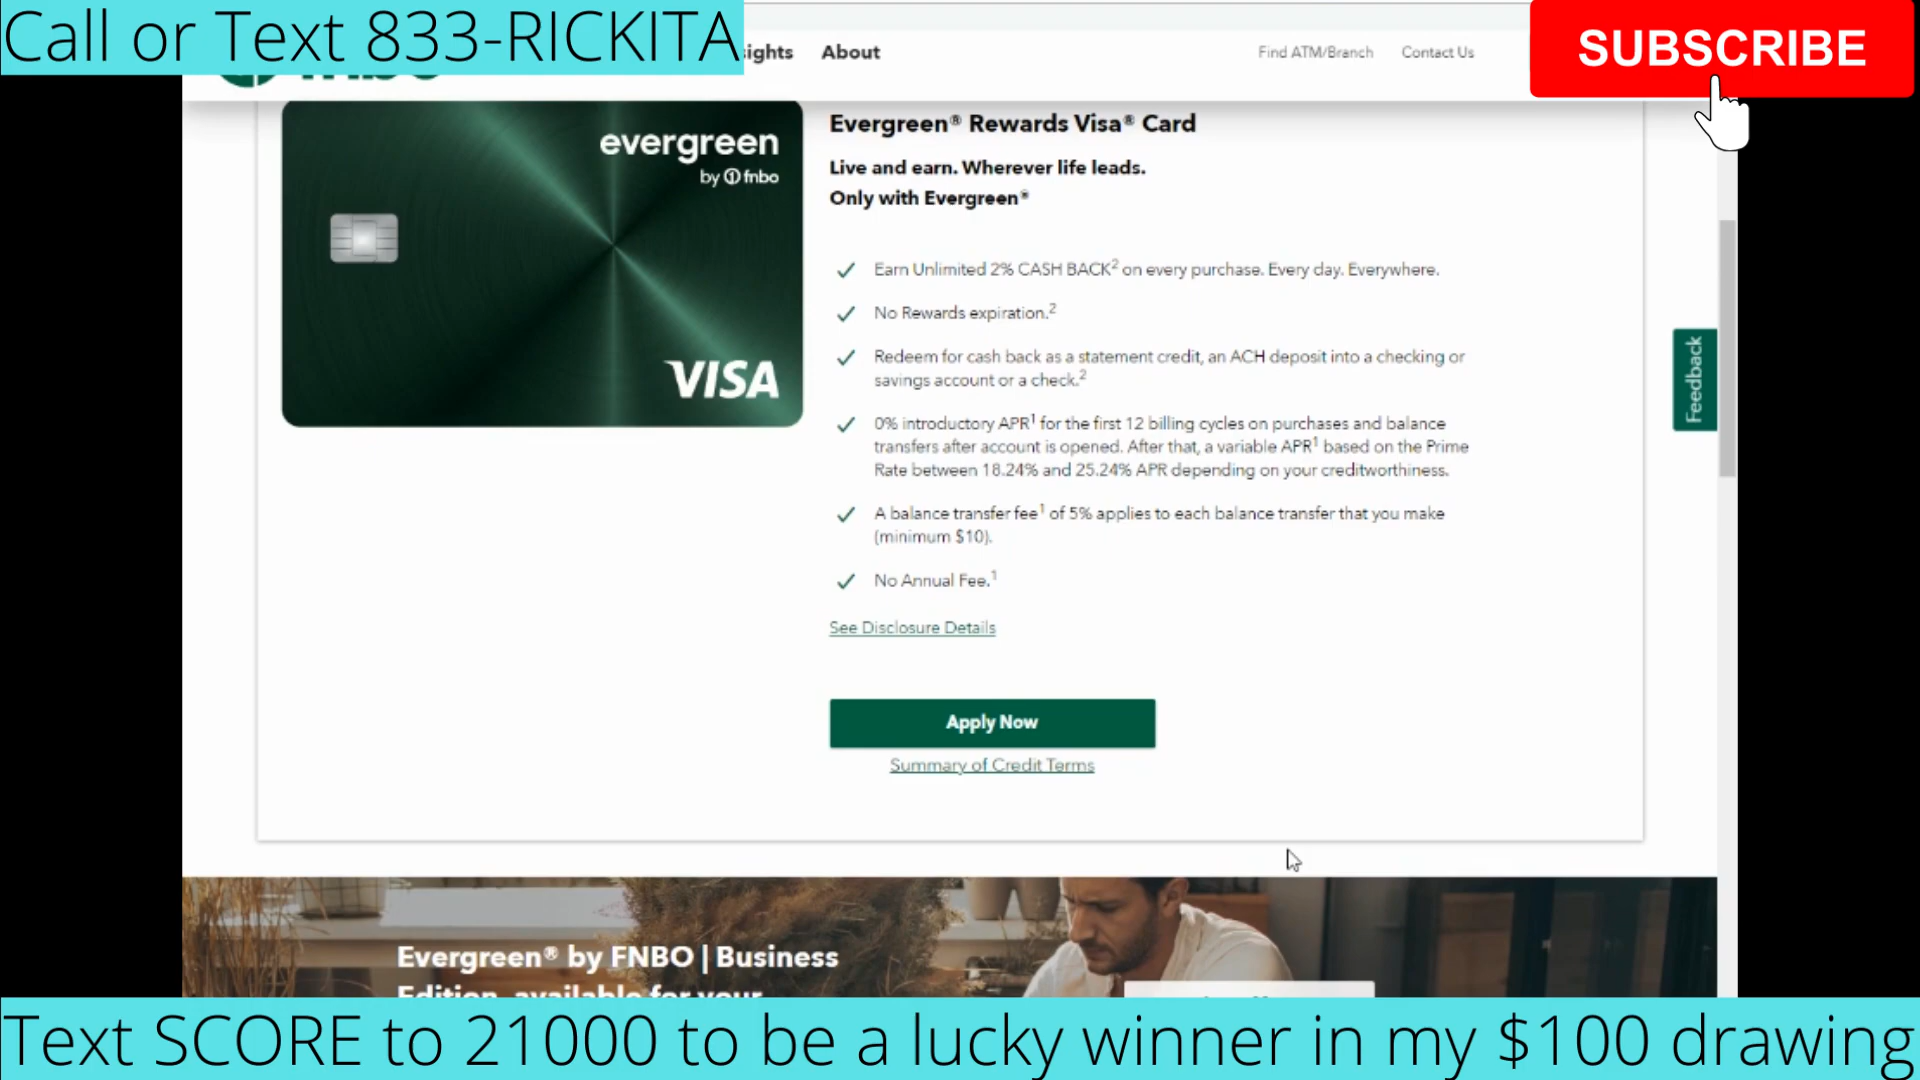 Call or Text 833-RICKITA
About
Find ATM/Branch
Contact Us
SUBSCRIBE
evergreen
by fnbo
VISA
Evergreen® Rewards Visa® Card
Live and earn. Wherever life leads.
Only with Evergreen®
Earn Unlimited 2% CASH BACK² on every purchase. Every day. Everywhere.
No Rewards expiration.²
Redeem for cash back as a statement credit, an ACH deposit into a checking or
savings account or a check.²
0% introductory APR¹ for the first 12 billing cycles on purchases and balance
transfers after account is opened. After that, a variable APR¹ based on the Prime
Rate between 18.24% and 25.24% APR depending on your creditworthiness.
A balance transfer fee¹ of 5% applies to each balance transfer that you make
(minimum $10).
No Annual Fee.¹
See Disclosure Details
Apply Now
Summary of Credit Terms
Feedback
Evergreen® by FNBO | Business
Edition, available for your
Text SCORE to 21000 to be a lucky winner in my $100 drawing